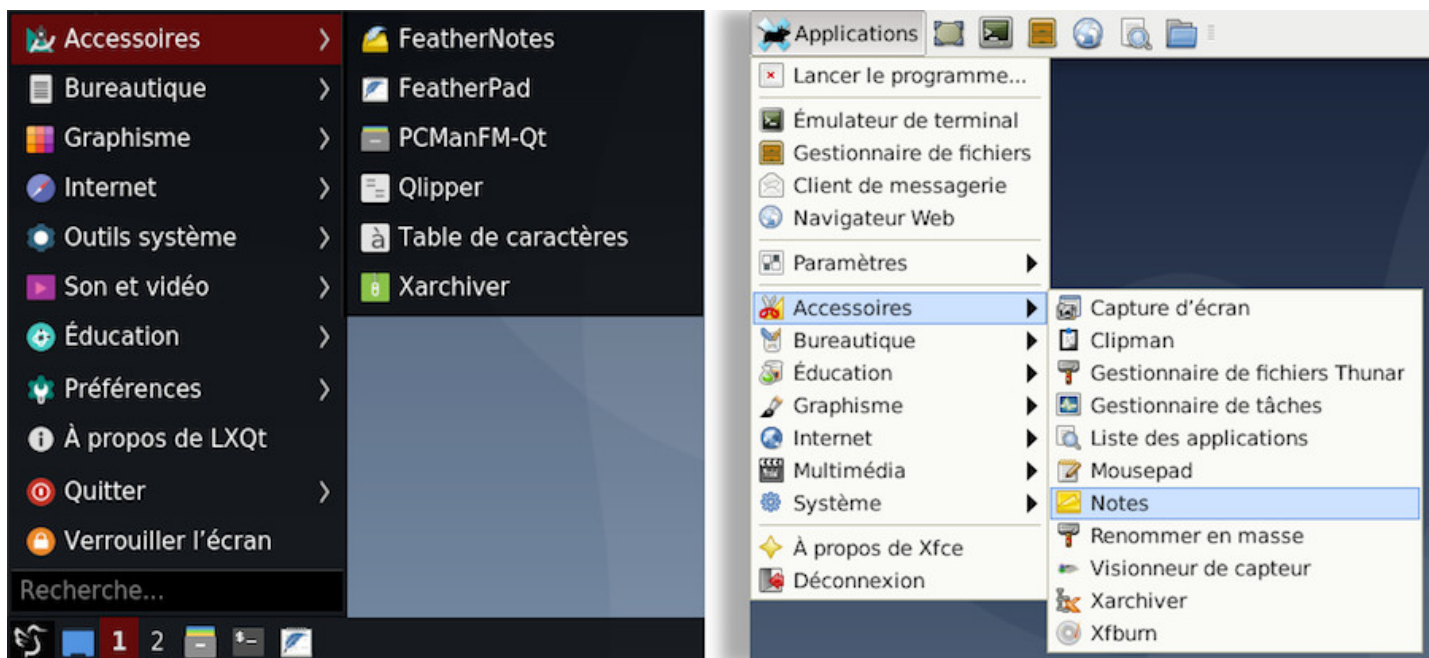 Accessoires
Bureautique
Graphisme
Internet
Outils système
Son et vidéo
Éducation
Préférences
À propos de LXQt
Quitter
Verrouiller l’écran
Recherche...
1 2
FeatherNotes
FeatherPad
PCManFM-Qt
Qlipper
à Table de caractères
Xarchiver
Applications
Lancer le programme...
Émulateur de terminal
Gestionnaire de fichiers
Client de messagerie
Navigateur Web
Paramètres
Accessoires
Bureautique
Éducation
Graphisme
Internet
Multimédia
Système
À propos de Xfce
Déconnexion
Capture d’écran
Clipman
Gestionnaire de fichiers Thunar
Gestionnaire de tâches
Liste des applications
Mousepad
Notes
Renommer en masse
Visionneur de capteur
Xarchiver
Xfburn